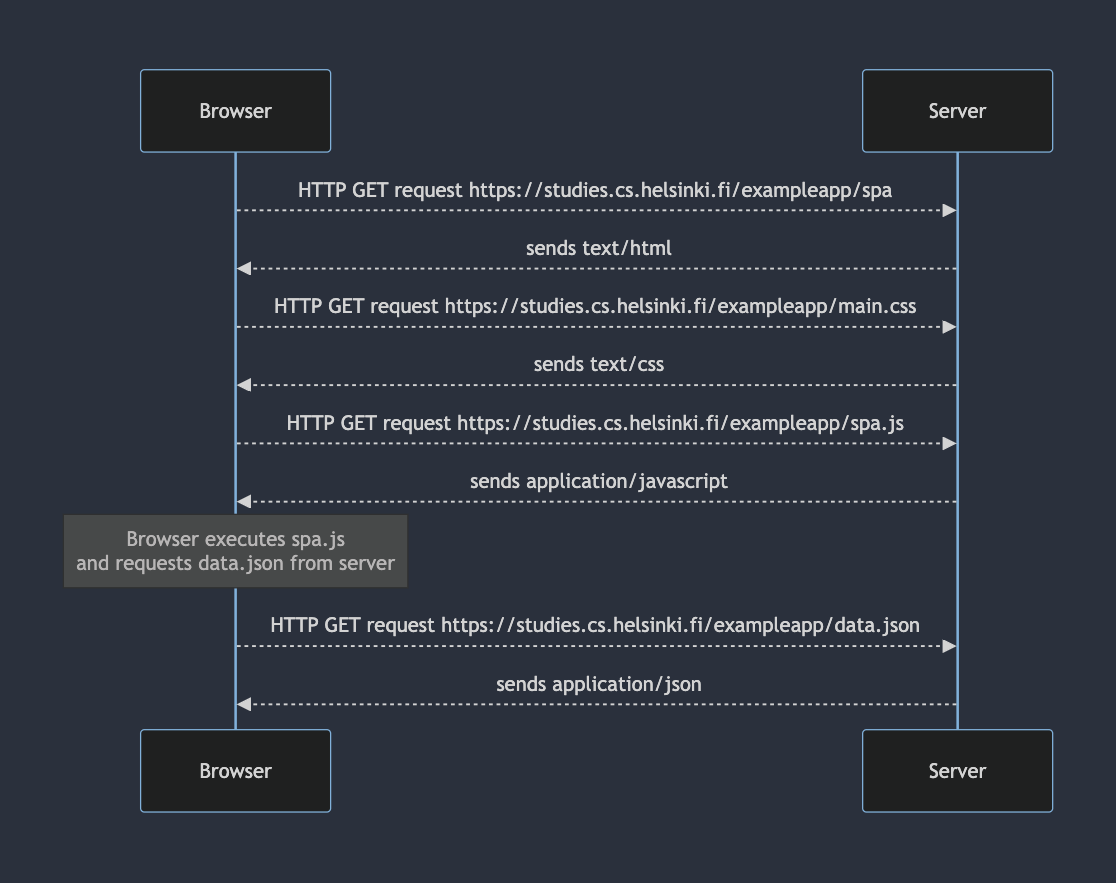 Browser
Server
HTTP GET request https://studies.cs.helsinki.fi/exampleapp/spa
sends text/html
HTTP GET request https://studies.cs.helsinki.fi/exampleapp/main.css
sends text/css
HTTP GET request https://studies.cs.helsinki.fi/exampleapp/spa.js
sends application/javascript
Browser executes spa.js
and requests data.json from server
HTTP GET request https://studies.cs.helsinki.fi/exampleapp/data.json
sends application/json
Browser
Server